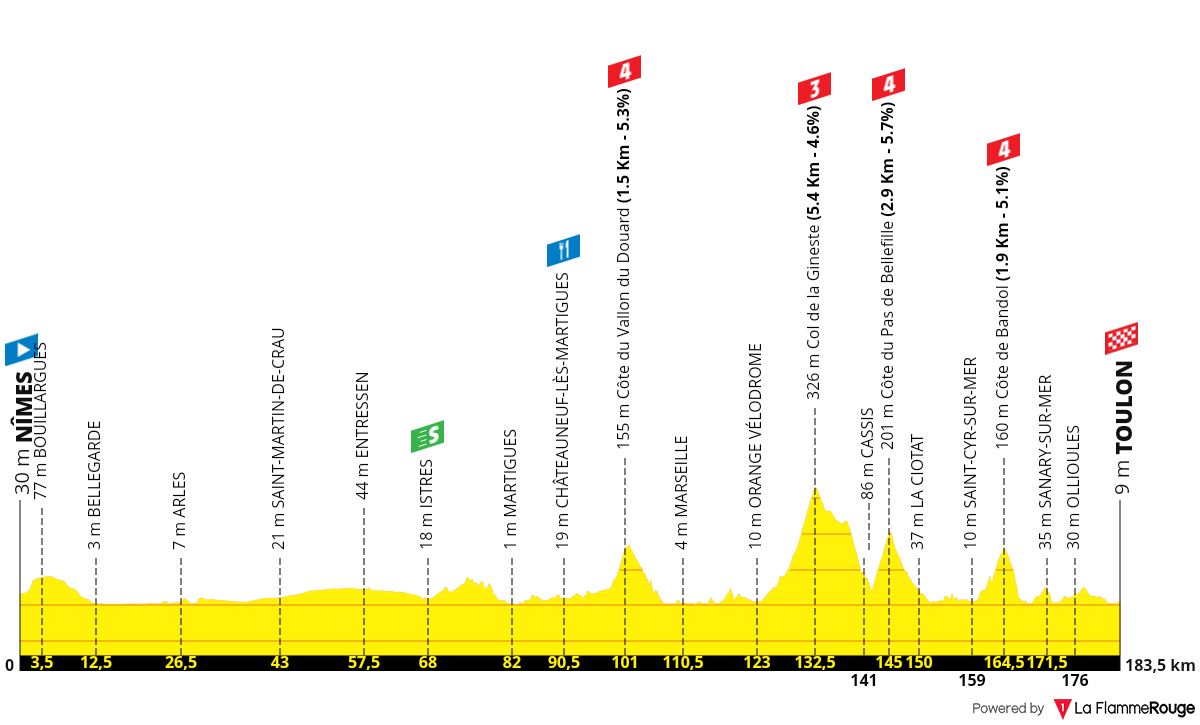 30 m NÎMES
77 m BOUILLARGUES
3 m BELLEGARDE
7 m ARLES
21 m SAINT-MARTIN-DE-CRAU
44 m ENTRESSEN
S
18 m ISTRES
1 m MARTIGUES
19 m CHÂTEAUNEUF-LÈS-MARTIGUES
4
155 m Côte du Vallon du Douard (1.5 Km - 5.3%)
4 m MARSEILLE
10 m ORANGE VÉLODROME
3
326 m Col de la Gineste (5.4 Km - 4.6%)
86 m CASSIS
4
201 m Côte du Pas de Bellefille (2.9 Km - 5.7%)
37 m LA CIOTAT
10 m SAINT-CYR-SUR-MER
4
160 m Côte de Bandol (1.9 Km - 5.1%)
35 m SANARY-SUR-MER
30 m OLLIOULES
9 m TOULON
0 3,5 12,5 26,5 43 57,5 68 82 90,5 101 110,5 123 132,5 145 150 164,5 171,5 183,5 km
141 159 176
Powered by 1 La FlammeRouge